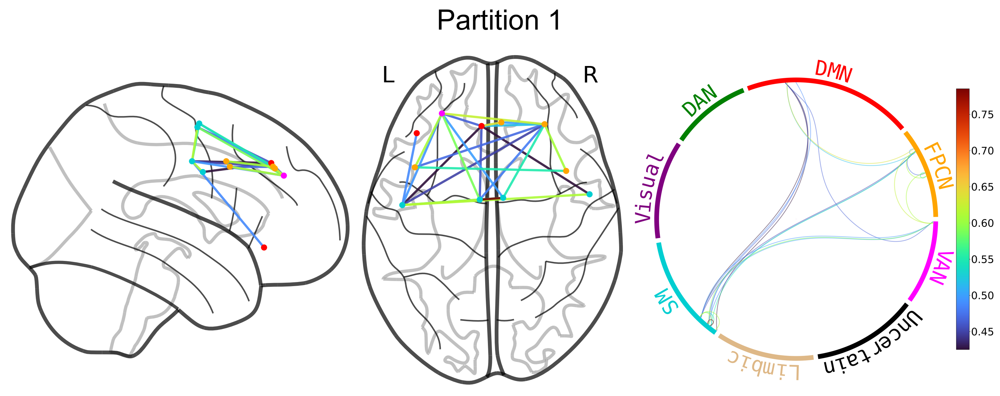 Partition 1
L
R
DMN
DAN
FPCN
Visual
VAN
SM
Uncertain
Limbic
0.75
0.70
0.65
0.60
0.55
0.50
0.45